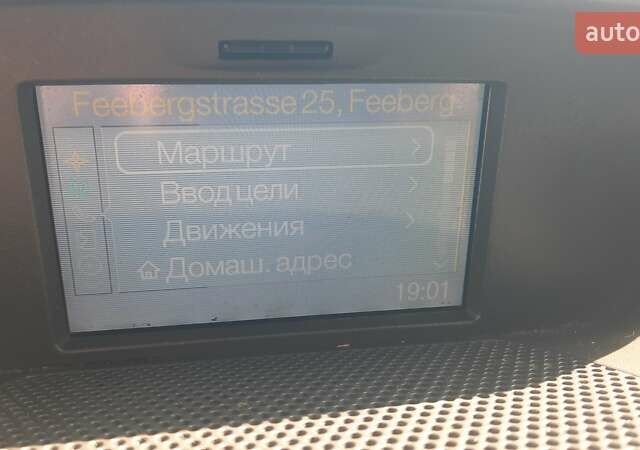 auto
Feebergstrasse 25, Feeberg
Маршрут
Ввод цели
Движения
Домаш. адрес
19:01